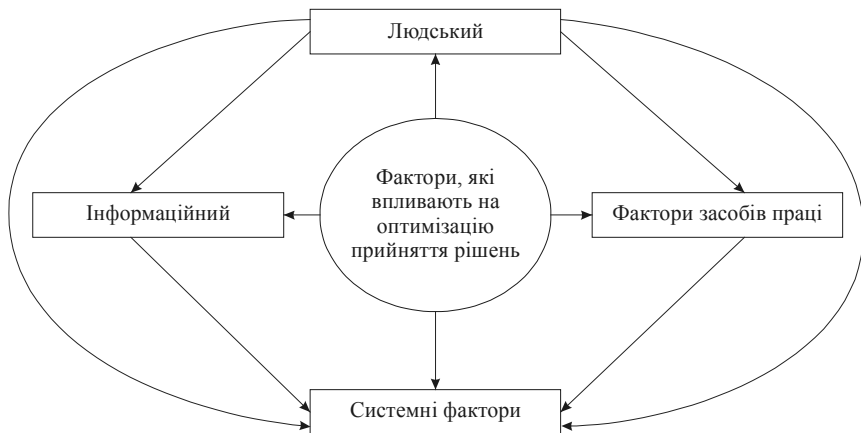 Людський
Інформаційний
Фактори, які
впливають на
оптимізацію
прийняття рішень
Фактори засобів праці
Системні фактори